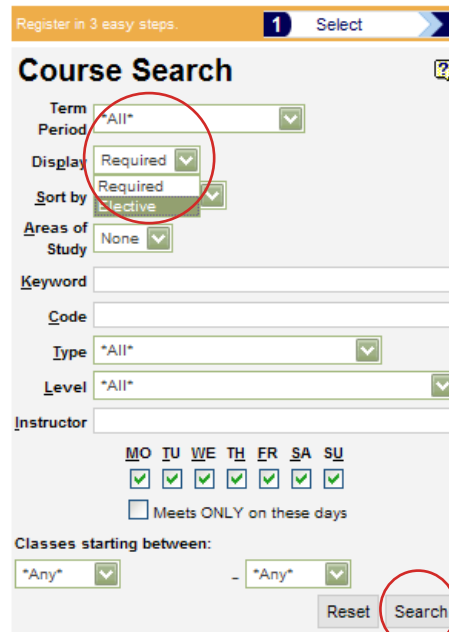 Register in 3 easy steps. 1 Select
Course Search ?
Term Period *All*
Display Required
Required
Elective
Sort by
Areas of Study None
Keyword
Code
Type *All*
Level *All*
Instructor
MO TU WE TH FR SA SU
Meets ONLY on these days
Classes starting between:
*Any* - *Any*
Reset Search